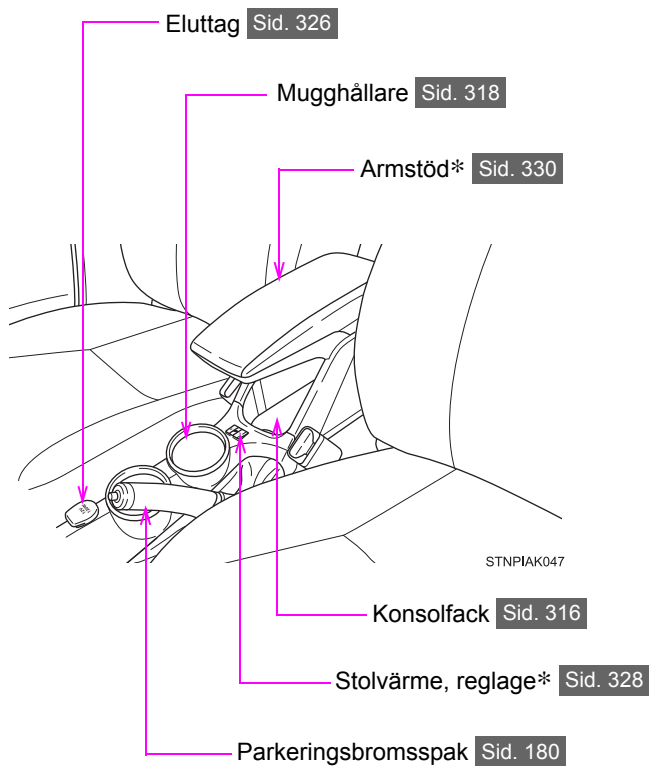 Eluttag Sid. 326
Mugghållare Sid. 318
Armstöd* Sid. 330
STNPIAK047
Konsolfack Sid. 316
Stolvärme, reglage* Sid. 328
Parkeringsbromsspak Sid. 180